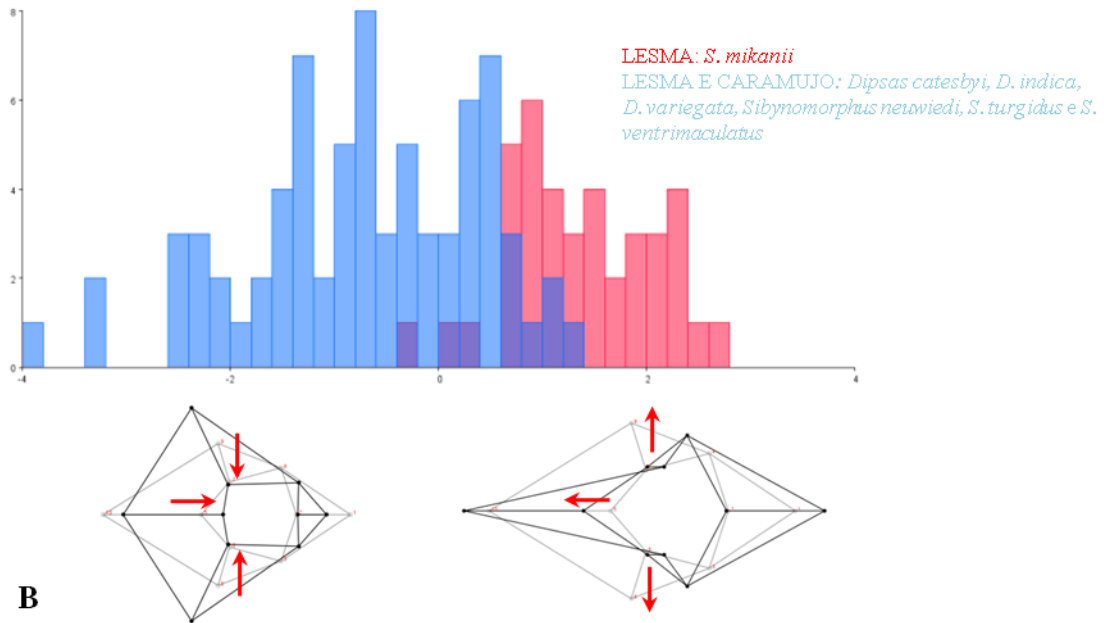 8
6
4
2
0
-4
-2
0
2
4
LESMA: S. mikanii
LESMA E CARAMUJO: Dipsas catesbyi, D. indica,
D. variegata, Sibynomorphus neuwiedi, S. turgidus e S.
ventrimaculatus
B